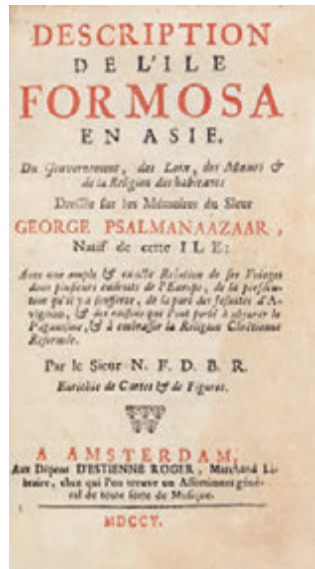 DESCRIPTION
DE L'ILE
FORMOSA
EN ASIE.
Du Gouvernement, des Loix, des Mœurs &
de la Religion des habitans
Dressée sur les Mémoires du Sieur
GEORGE PSALMANAAZAAR,
Natif de cette ILE:
Avec une ample & exacte Relation de ses Voiages
dans plusieurs endroits de l'Europe, de la persécu-
tion qu'il y a soufferte, de la part des Jesuites d'A-
vignon, & des raisons qui l'ont porté à abjurer le
Paganisme, & à embrasser la Religion Chrétienne
Reformée.
Par le Sieur N. F. D. B. R.
Enrichie de Cartes & de Figures.
A AMSTERDAM,
Aux Dépens D'ESTIENNE ROGER, Marchand Li-
braire, chez qui l'on trouve un Assortiment géné-
ral de toute sorte de Musique.
MDCCV.